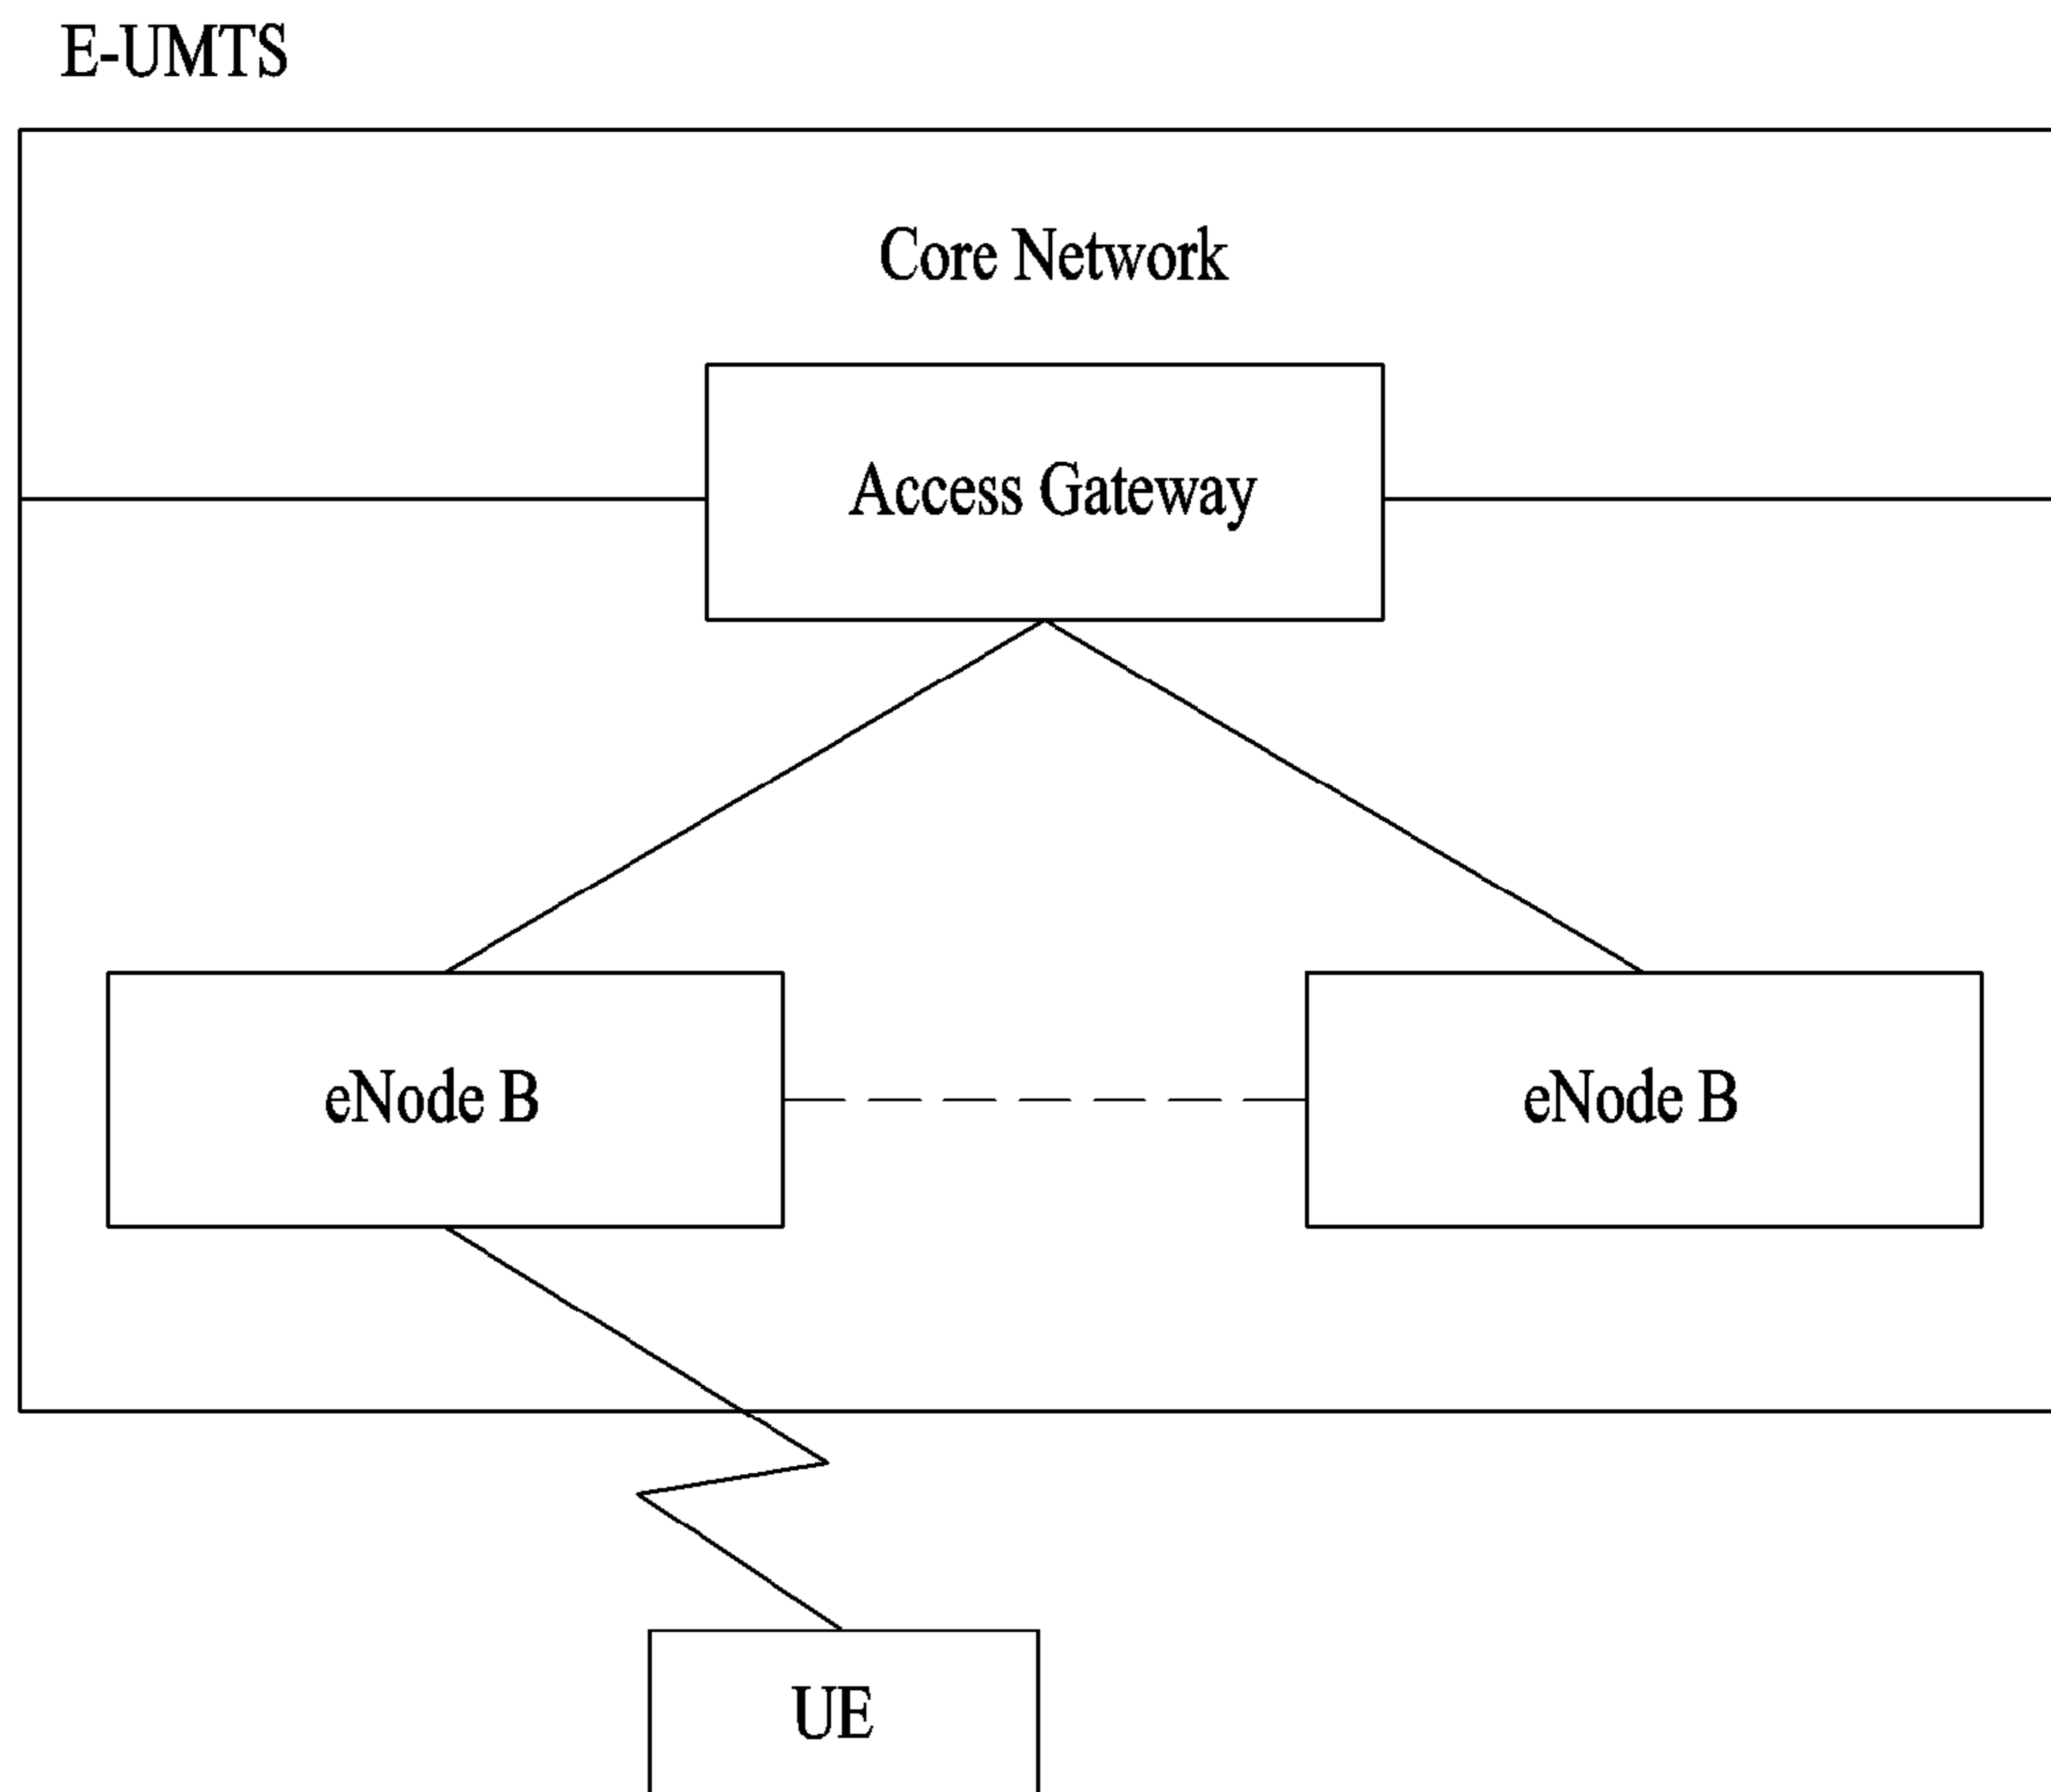 E-UMTS
Core Network
Access Gateway
eNode B
eNode B
UE